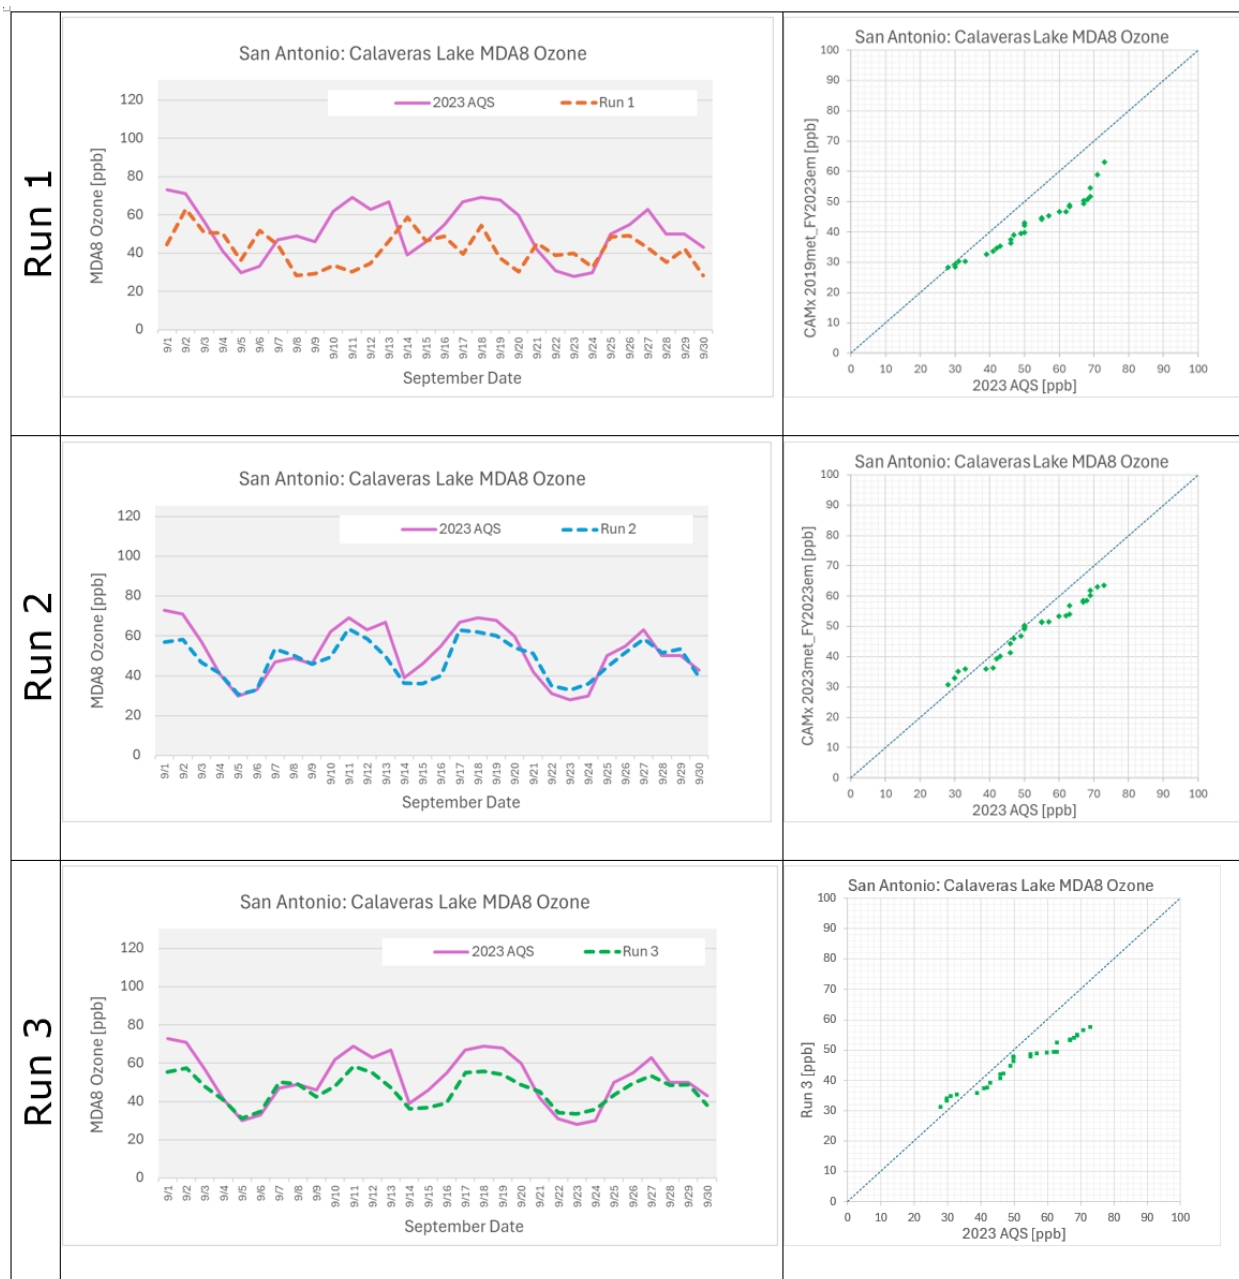 Run 1
San Antonio: Calaveras Lake MDA8 Ozone
2023 AQS
Run 1
MDA8 Ozone [ppb]
120
100
80
60
40
20
0
9/1 9/2 9/3 9/4 9/5 9/6 9/7 9/8 9/9 9/10 9/11 9/12 9/13 9/14 9/15 9/16 9/17 9/18 9/19 9/20 9/21 9/22 9/23 9/24 9/25 9/26 9/27 9/28 9/29 9/30
September Date
San Antonio: Calaveras Lake MDA8 Ozone
CAMx 2019met_FY2023em [ppb]
100
90
80
70
60
50
40
30
20
10
0
0 10 20 30 40 50 60 70 80 90 100
2023 AQS [ppb]
Run 2
San Antonio: Calaveras Lake MDA8 Ozone
2023 AQS
Run 2
MDA8 Ozone [ppb]
120
100
80
60
40
20
0
9/1 9/2 9/3 9/4 9/5 9/6 9/7 9/8 9/9 9/10 9/11 9/12 9/13 9/14 9/15 9/16 9/17 9/18 9/19 9/20 9/21 9/22 9/23 9/24 9/25 9/26 9/27 9/28 9/29 9/30
September Date
San Antonio: Calaveras Lake MDA8 Ozone
CAMx 2023met_FY2023em [ppb]
100
90
80
70
60
50
40
30
20
10
0
0 10 20 30 40 50 60 70 80 90 100
2023 AQS [ppb]
Run 3
San Antonio: Calaveras Lake MDA8 Ozone
2023 AQS
Run 3
MDA8 Ozone [ppb]
120
100
80
60
40
20
0
9/1 9/2 9/3 9/4 9/5 9/6 9/7 9/8 9/9 9/10 9/11 9/12 9/13 9/14 9/15 9/16 9/17 9/18 9/19 9/20 9/21 9/22 9/23 9/24 9/25 9/26 9/27 9/28 9/29 9/30
September Date
San Antonio: Calaveras Lake MDA8 Ozone
Run 3 [ppb]
100
90
80
70
60
50
40
30
20
10
0
0 10 20 30 40 50 60 70 80 90 100
2023 AQS [ppb]